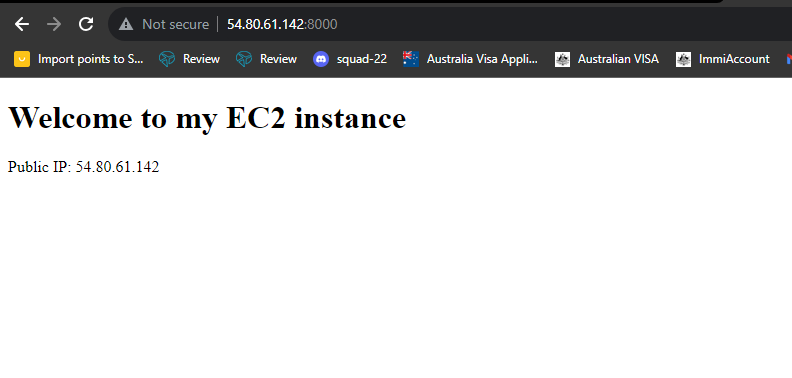 Not secure 54.80.61.142:8000
Import points to S... Review Review squad-22 Australia Visa Appli... Australian VISA ImmiAccount
Welcome to my EC2 instance
Public IP: 54.80.61.142